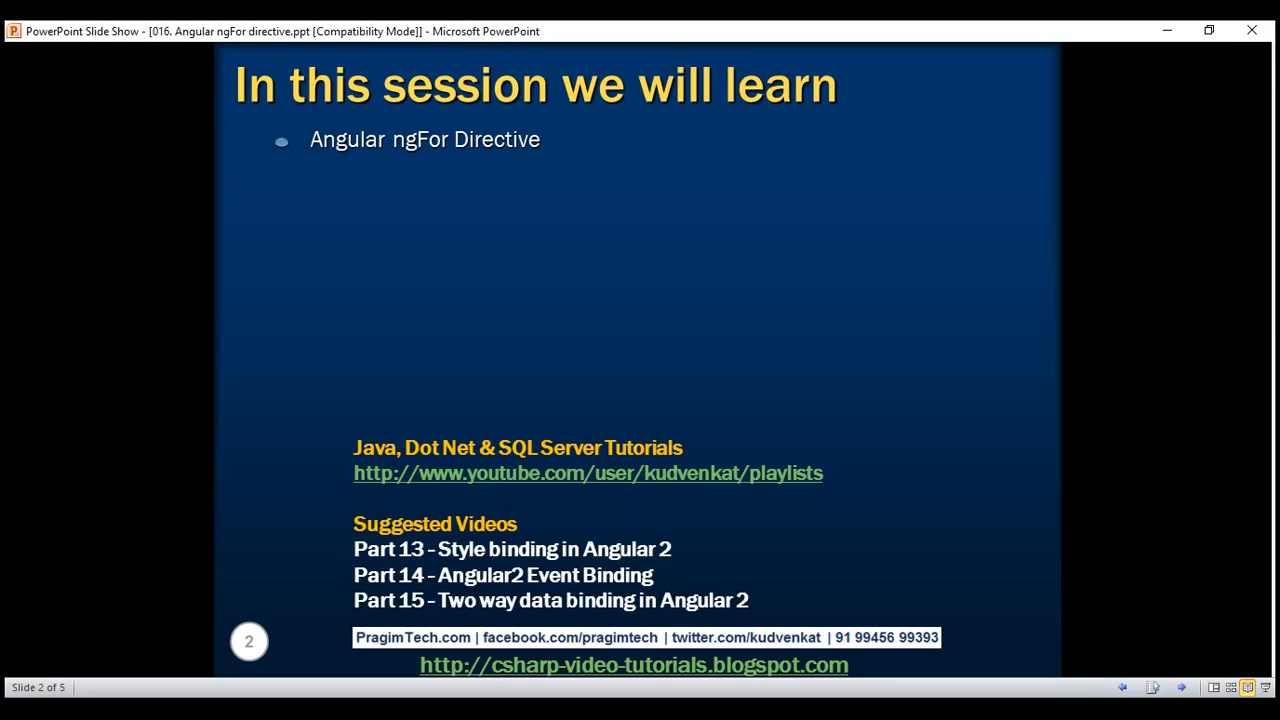 PowerPoint Slide Show - [016. Angular ngFor directive.ppt [Compatibility Mode]] - Microsoft PowerPoint
In this session we will learn
Angular ngFor Directive
Java, Dot Net & SQL Server Tutorials
http://www.youtube.com/user/kudvenkat/playlists
Suggested Videos
Part 13 - Style binding in Angular 2
Part 14 - Angular2 Event Binding
Part 15 - Two way data binding in Angular 2
2
PragimTech.com | facebook.com/pragimtech | twitter.com/kudvenkat | 91 99456 99393
http://csharp-video-tutorials.blogspot.com
Slide 2 of 5